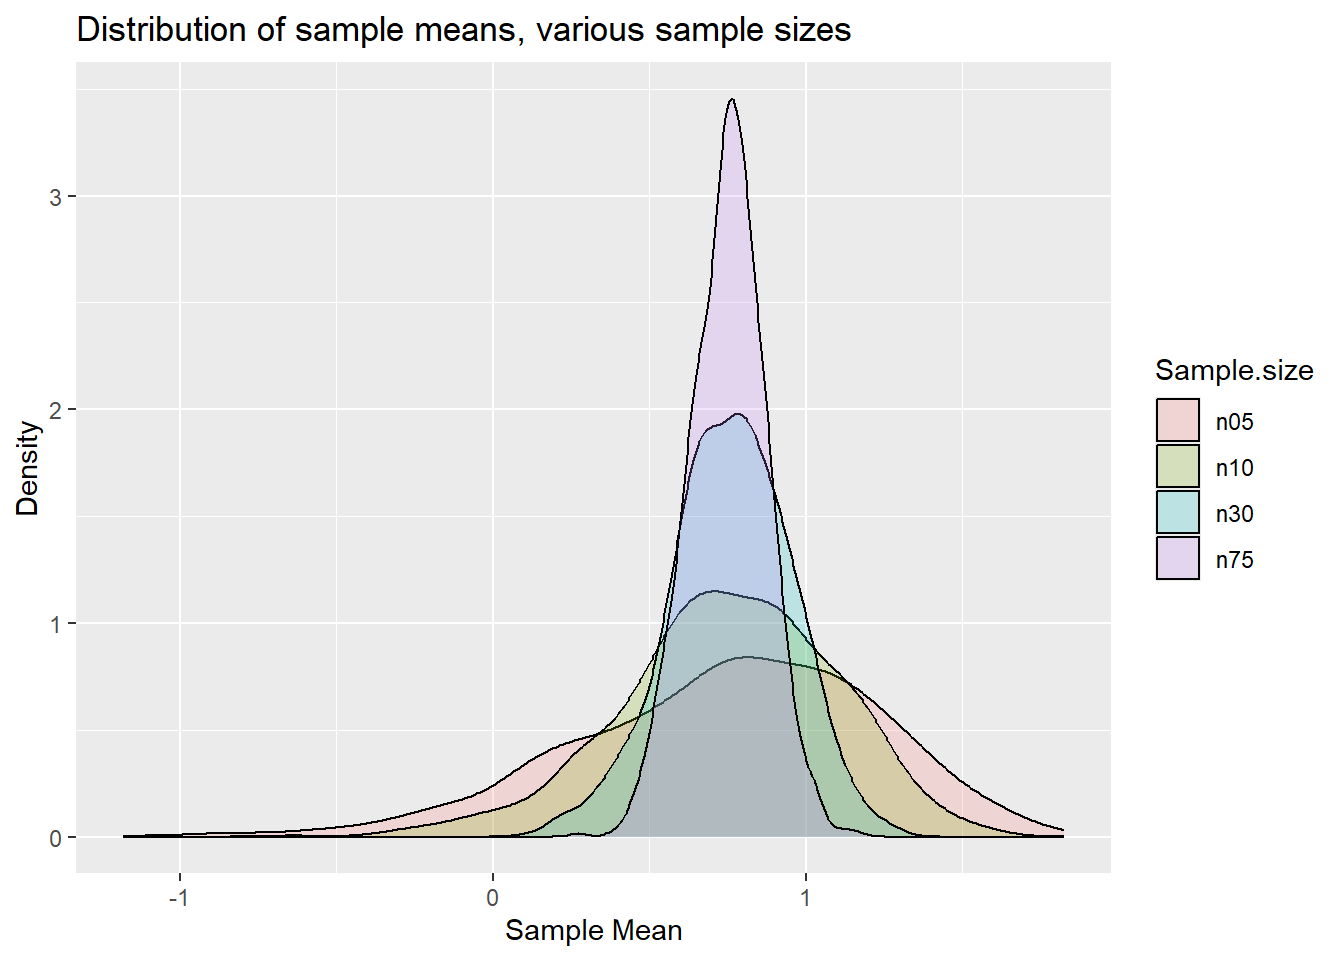 Distribution of sample means, various sample sizes
3
2
1
0
Density
-1
0
1
Sample Mean
Sample.size
n05
n10
n30
n75